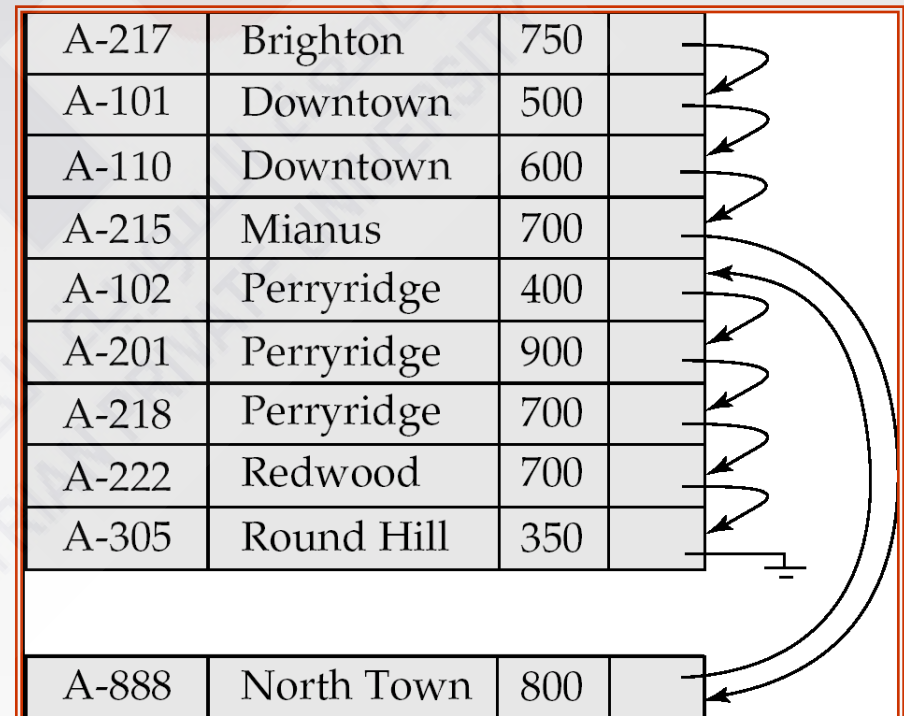 A-217 Brighton 750
A-101 Downtown 500
A-110 Downtown 600
A-215 Mianus 700
A-102 Perryridge 400
A-201 Perryridge 900
A-218 Perryridge 700
A-222 Redwood 700
A-305 Round Hill 350
A-888 North Town 800